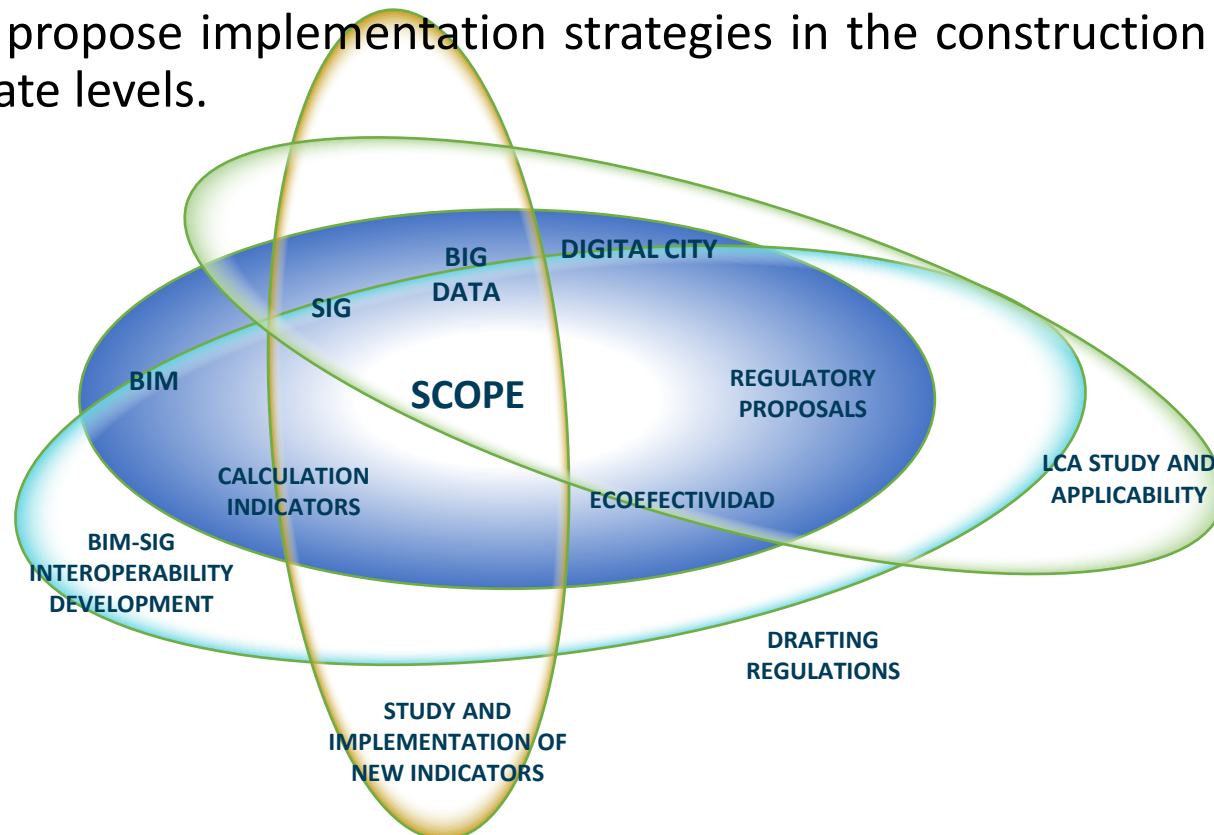 propose implementation strategies in the construction
ate levels.
BIG
DATA
DIGITAL CITY
SIG
BIM
SCOPE
REGULATORY
PROPOSALS
CALCULATION
INDICATORS
ECOEFECTIVIDAD
LCA STUDY AND
APPLICABILITY
BIM-SIG
INTEROPERABILITY
DEVELOPMENT
DRAFTING
REGULATIONS
STUDY AND
IMPLEMENTATION OF
NEW INDICATORS